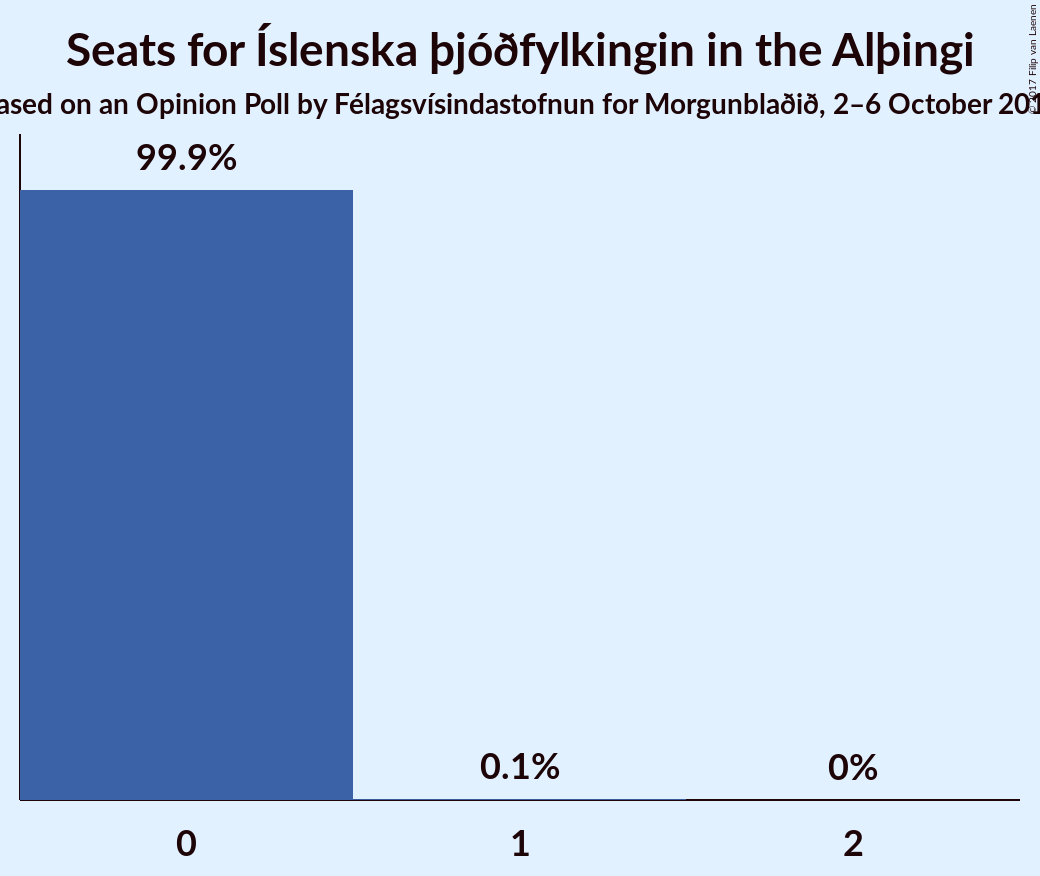 Seats for Íslenska þjóðfylkingin in the Alþingi
ased on an Opinion Poll by Félagsvísindastofnun for Morgunblaðið, 2–6 October 201
© 2017 Filip van Laenen
99.9%
0.1%
0%
0
1
2